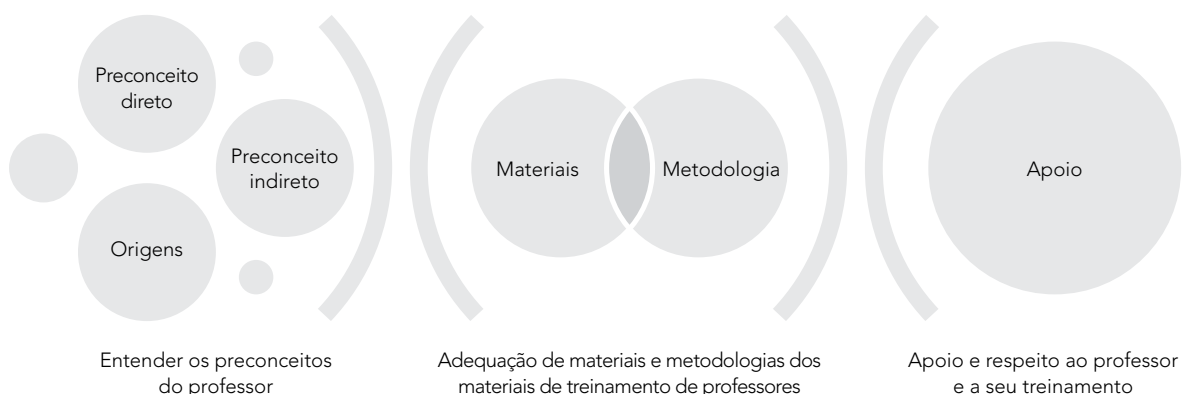 Preconceito
direto
Preconceito
indireto
Origens
Materiais
Metodologia
Apoio
Entender os preconceitos
do professor
Adequação de materiais e metodologias dos
materiais de treinamento de professores
Apoio e respeito ao professor
e a seu treinamento